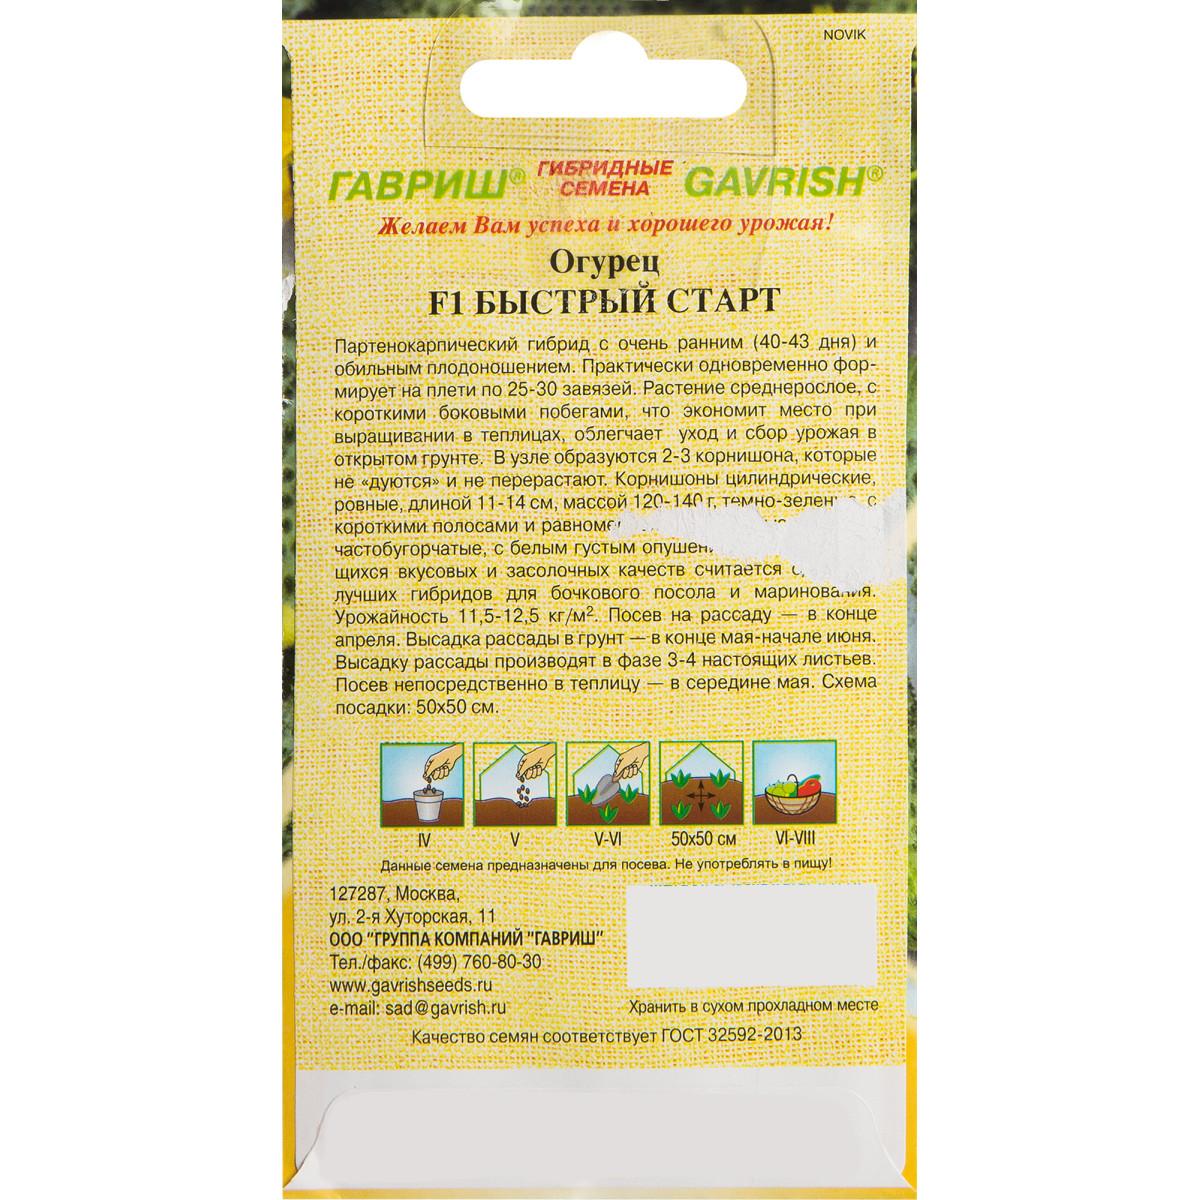 NOVIK
ГАВРИШ® ГИБРИДНЫЕ СЕМЕНА GAVRISH®
Желаем Вам успеха и хорошего урожая!
Огурец
F1 БЫСТРЫЙ СТАРТ
Партенокарпический гибрид с очень ранним (40-43 дня) и
обильным плодоношением. Практически одновременно фор-
мирует на плети по 25-30 завязей. Растение среднерослое, с
короткими боковыми побегами, что экономит место при
выращивании в теплицах, облегчает уход и сбор урожая в
открытом грунте. В узле образуются 2-3 корнишона, которые
не «дуются» и не перерастают. Корнишоны цилиндрические,
ровные, длиной 11-14 см, массой 120-140 г, с
короткими полосами и
частобугорчатые, с белым густым
щихся вкусовых и засолочных качеств считается
лучших гибридов для бочкового посола и маринования.
Урожайность 11,5-12,5 кг/м². Посев на рассаду — в конце
апреля. Высадка рассады в грунт — в конце мая-начале июня.
Высадку рассады производят в фазе 3-4 настоящих листьев.
Посев непосредственно в теплицу — в середине мая. Схема
посадки: 50x50 см.
IV V V-VI 50x50 см VI-VIII
Данные семена предназначены для посева. Не употреблять в пищу!
127287, Москва,
ул. 2-я Хуторская, 11
ООО "ГРУППА КОМПАНИЙ "ГАВРИШ"
Тел./факс: (499) 760-80-30
www.gavrishseeds.ru
e-mail: sad@gavrish.ru
Хранить в сухом прохладном месте
Качество семян соответствует ГОСТ 32592-2013